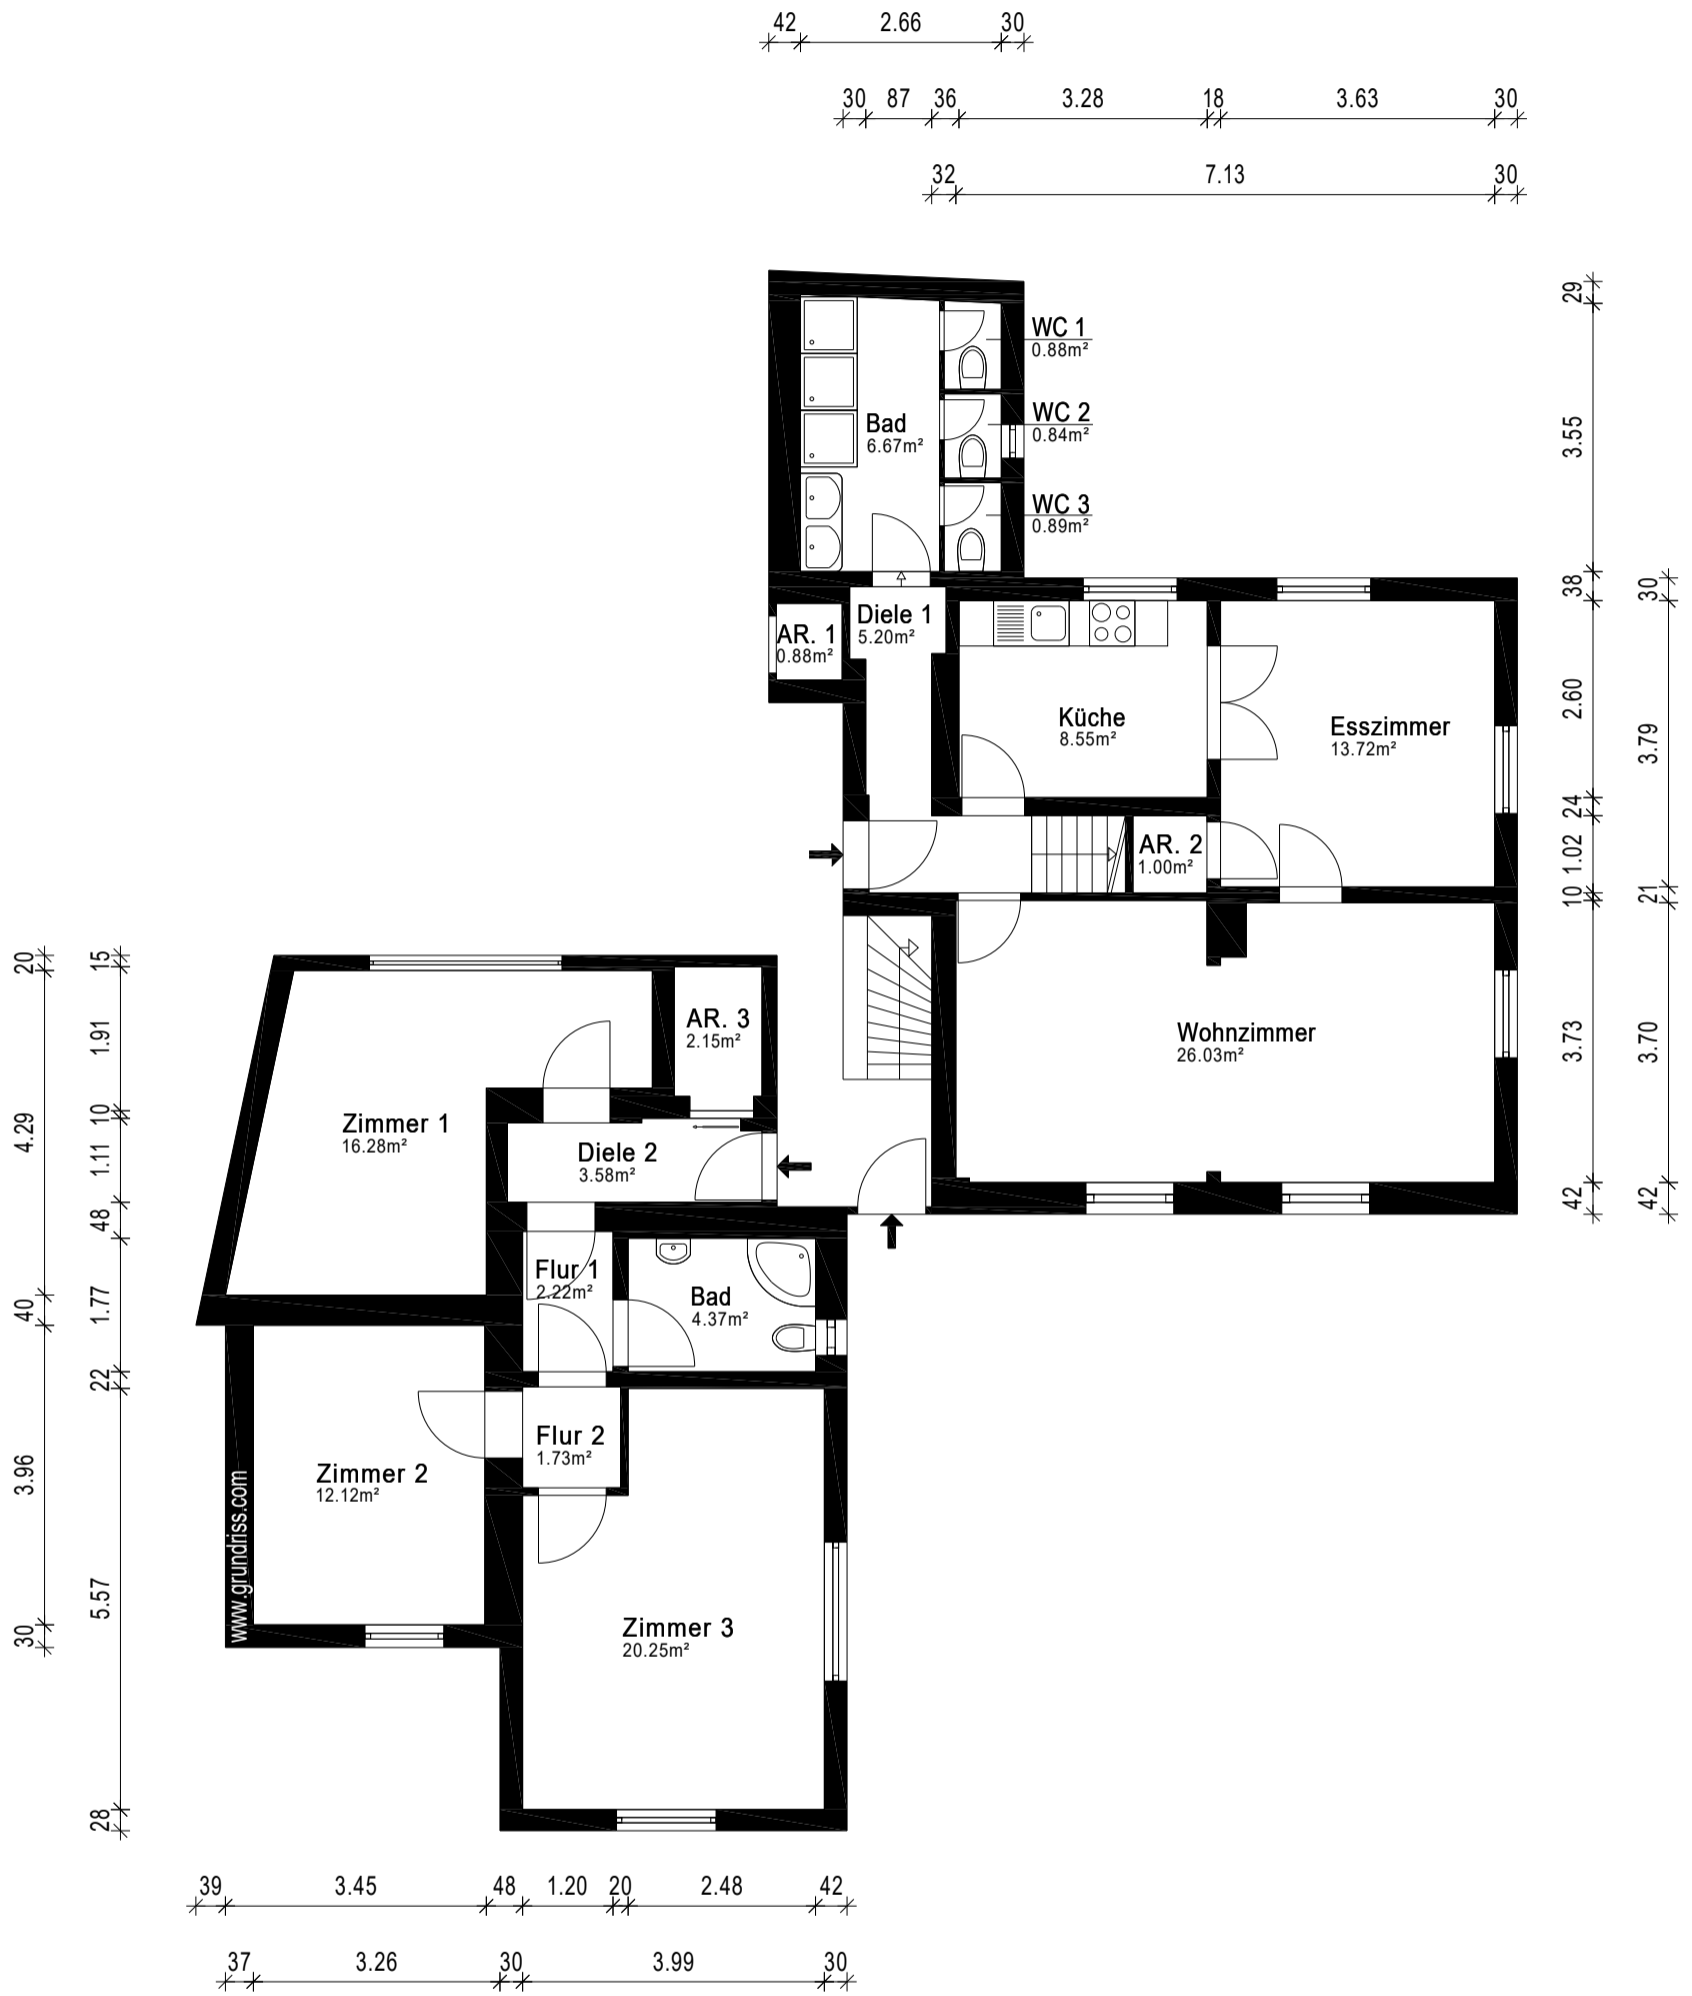 42 2.66 30
30 87 36 3.28 18 3.63 30
32 7.13 30
WC 1
0.88m²
WC 2
0.84m²
Bad
6.67m²
WC 3
0.89m²
Diele 1
5.20m²
AR. 1
0.88m²
Küche
8.55m²
Esszimmer
13.72m²
AR. 2
1.00m²
AR. 3
2.15m²
Wohnzimmer
26.03m²
Zimmer 1
16.28m²
Diele 2
3.58m²
Flur 1
2.22m²
Bad
4.37m²
Flur 2
1.73m²
Zimmer 2
12.12m²
Zimmer 3
20.25m²
www.grundriss.com
29
3.55
38
2.60
24
1.02
10
3.73
42
30
3.79
21
3.70
42
20
4.29
40
3.96
30
15
1.91
10
1.11
48
1.77
22
5.57
28
39 3.45 48 1.20 20 2.48 42
37 3.26 30 3.99 30